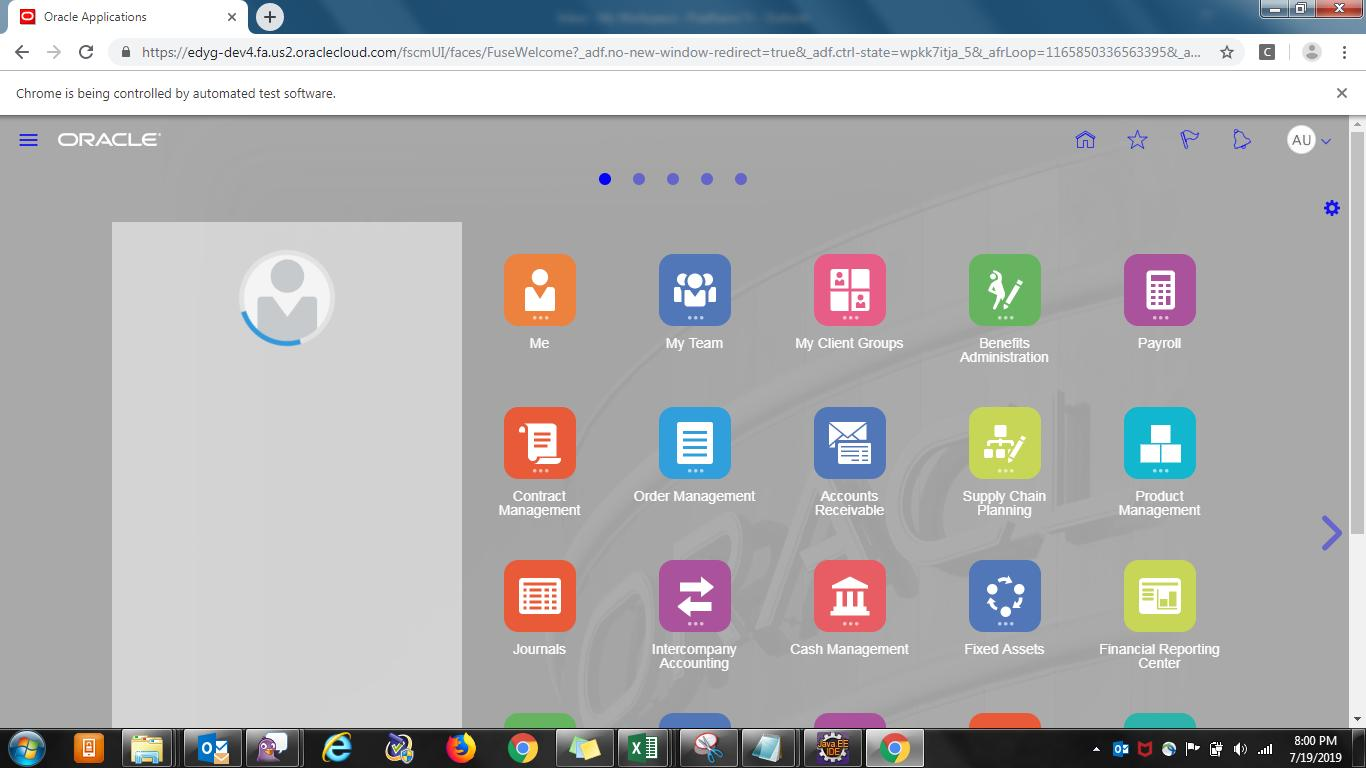 Oracle Applications
https://edyg-dev4.fa.us2.oraclecloud.com/fscmUI/faces/FuseWelcome?_adf.no-new-window-redirect=true&_adf.ctrl-state=wpkk7itja_5&_afrLoop=1165850336563395&_a...
C
Chrome is being controlled by automated test software.
ORACLE
AU
Me
My Team
My Client Groups
Benefits
Administration
Payroll
Contract
Management
Order Management
Accounts
Receivable
Supply Chain
Planning
Product
Management
Journals
Intercompany
Accounting
Cash Management
Fixed Assets
Financial Reporting
Center
Java EE
IDE
8:00 PM
7/19/2019